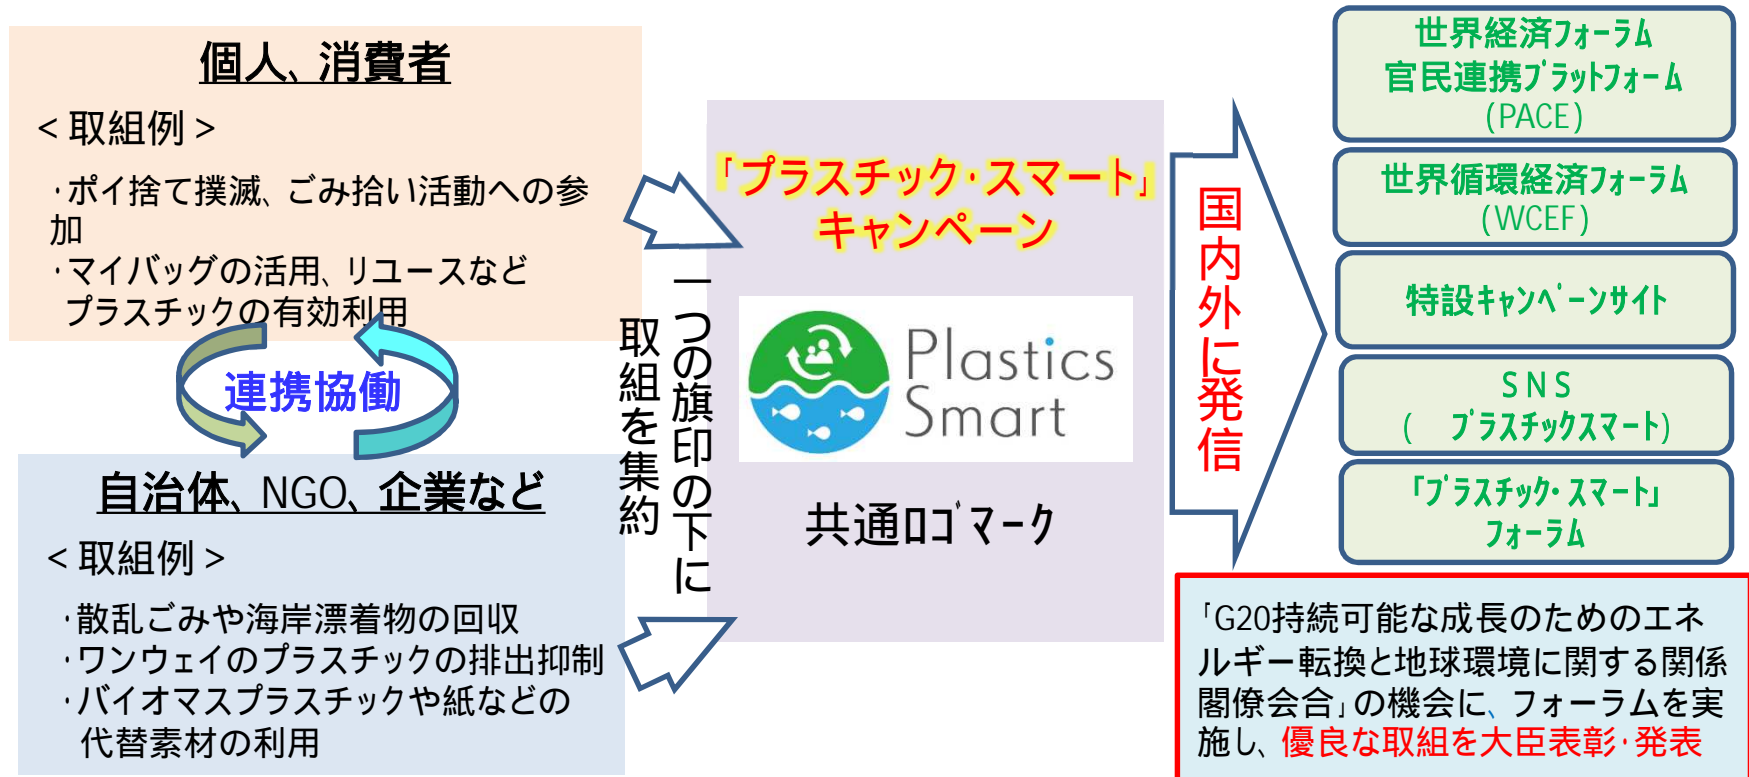 個人、消費者
<取組例>
・ポイ捨て撲滅、ごみ拾い活動への参
加
・マイバッグの活用、リユースなど
プラスチックの有効利用
連携協働
自治体、NGO、企業など
<取組例>
・散乱ごみや海岸漂着物の回収
・ワンウェイのプラスチックの排出抑制
・バイオマスプラスチックや紙などの
代替素材の利用
一つの旗印の下に
取組を集約
「プラスチック・スマート」
キャンペーン
Plastics
Smart
共通ロゴマーク
国内外に発信
世界経済フォーラム
官民連携プラットフォーム
(PACE)
世界循環経済フォーラム
(WCEF)
特設キャンペーンサイト
SNS
( プラスチックスマート)
「プラスチック・スマート」
フォーラム
「G20持続可能な成長のためのエネ
ルギー転換と地球環境に関する関係
閣僚会合」の機会に、フォーラムを実
施し、優良な取組を大臣表彰・発表